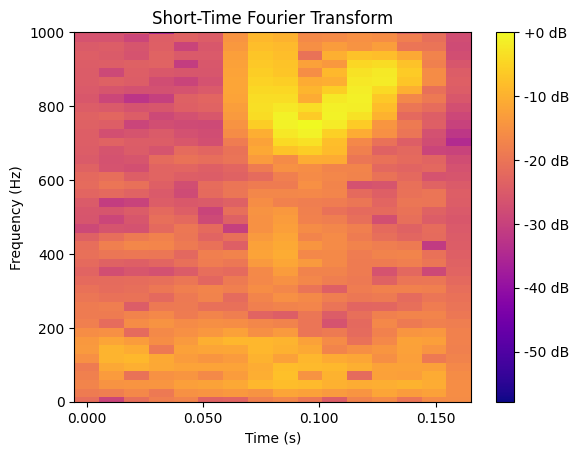 Short-Time Fourier Transform
1000
800
600
400
200
0
Frequency (Hz)
0.000
0.050
0.100
0.150
Time (s)
+0 dB
-10 dB
-20 dB
-30 dB
-40 dB
-50 dB